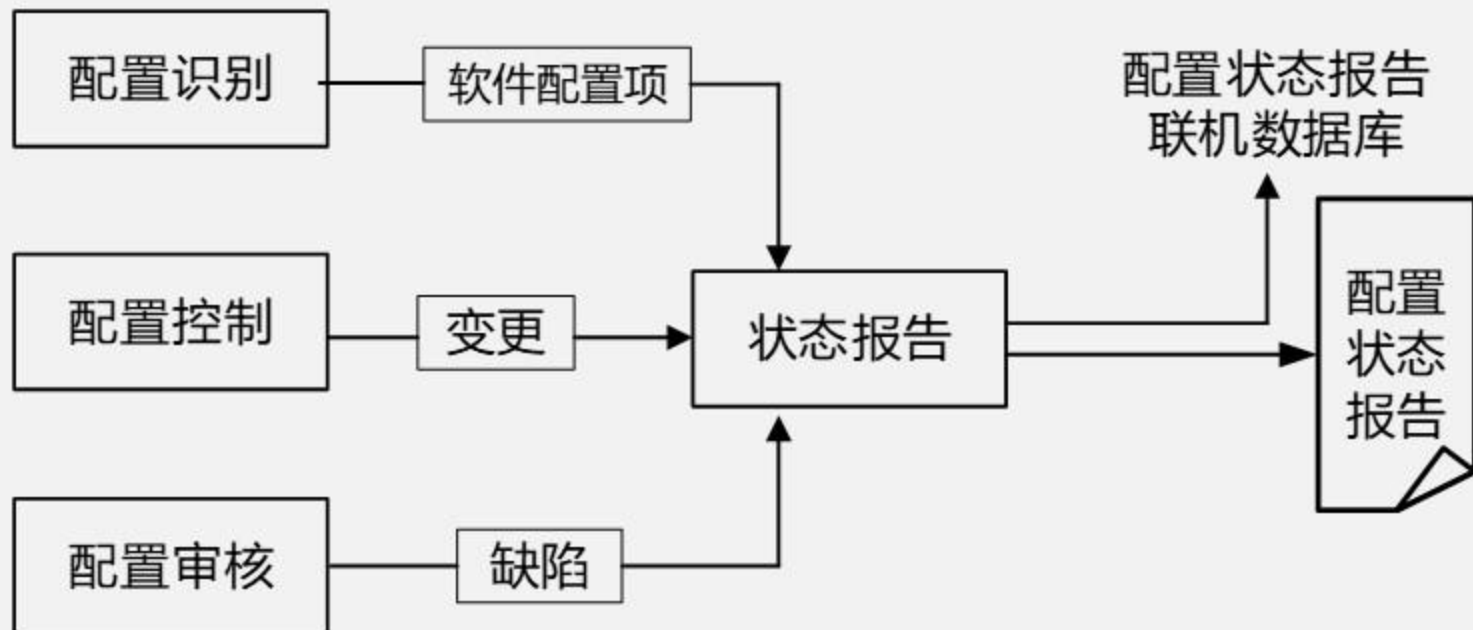 配置识别
软件配置项
配置状态报告
联机数据库
配置控制
变更
状态报告
配置
状态
报告
配置审核
缺陷